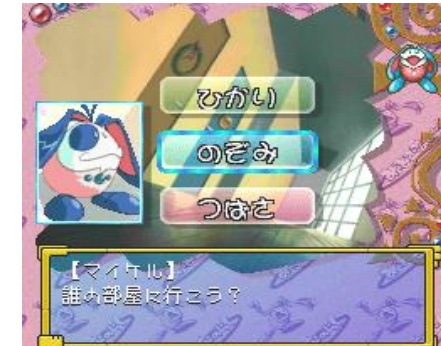 ひかり
のぞみ
つばさ
【マイケル】
誰の部屋に行こう？